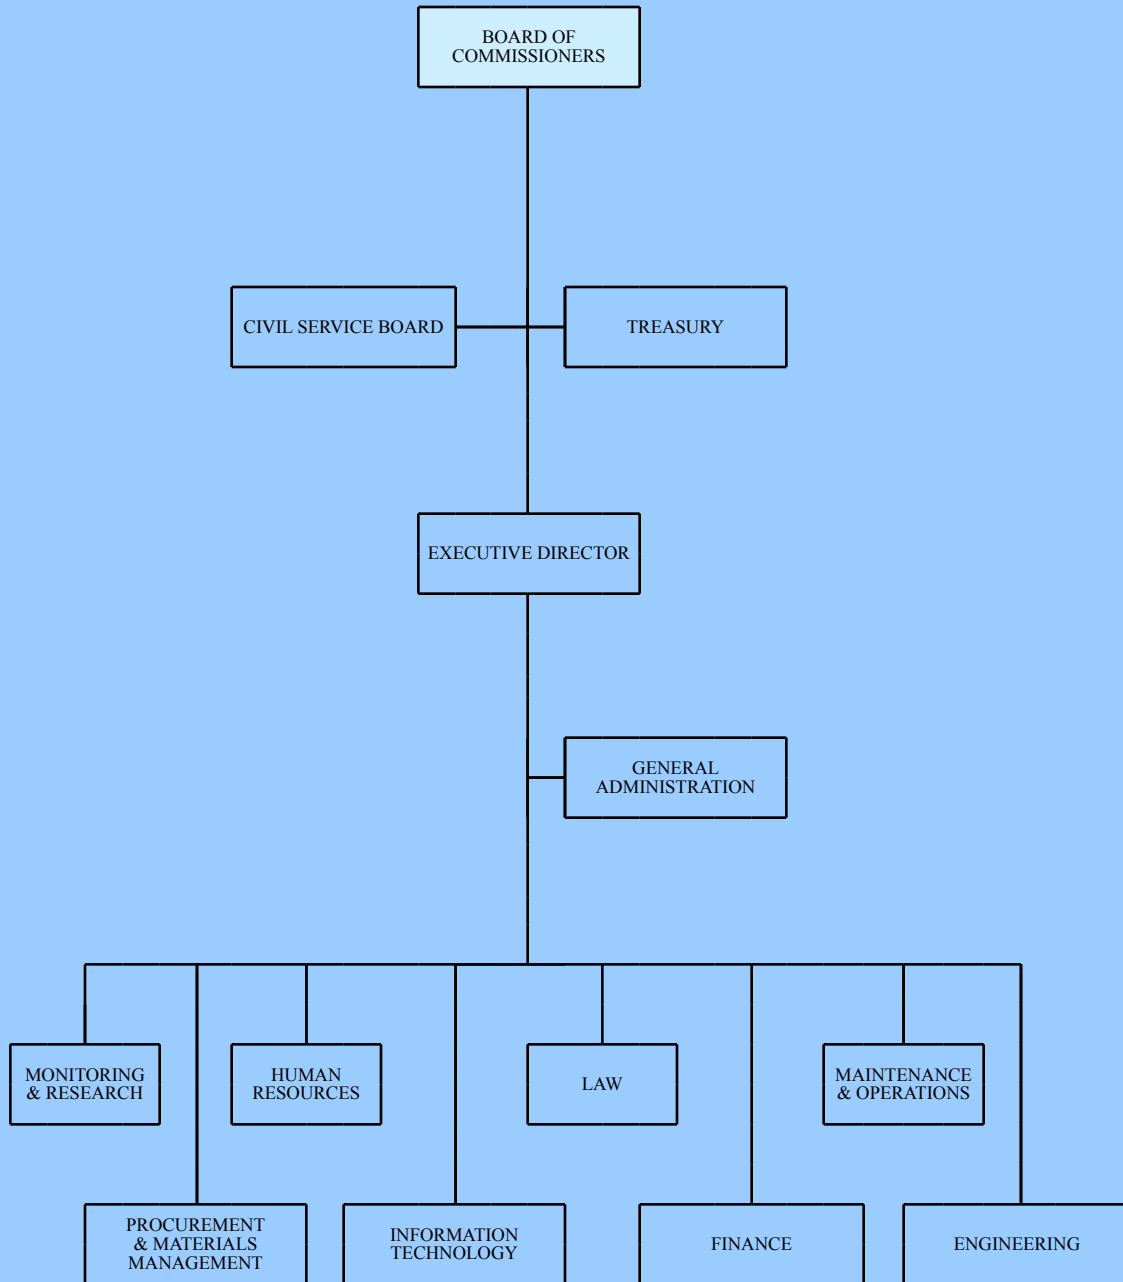 BOARD OF
COMMISSIONERS
CIVIL SERVICE BOARD
TREASURY
EXECUTIVE DIRECTOR
GENERAL
ADMINISTRATION
MONITORING
& RESEARCH
HUMAN
RESOURCES
LAW
MAINTENANCE
& OPERATIONS
PROCUREMENT
& MATERIALS
MANAGEMENT
INFORMATION
TECHNOLOGY
FINANCE
ENGINEERING